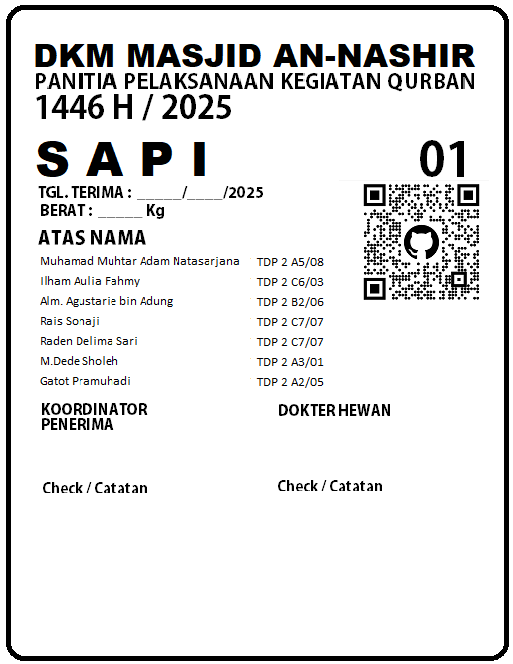 DKM MASJID AN-NASHIR
PANITIA PELAKSANAAN KEGIATAN QURBAN
1446 H / 2025
SAPI 01
TGL. TERIMA : _____/____/2025
BERAT : _____ Kg
ATAS NAMA
Muhamad Muhtar Adam Natasarjana TDP 2 A5/08
Ilham Aulia Fahmy TDP 2 C6/03
Alm. Agustarie bin Adung TDP 2 B2/06
Rais Sonaji TDP 2 C7/07
Raden Delima Sari TDP 2 C7/07
M.Dede Sholeh TDP 2 A3/01
Gatot Pramuhadi TDP 2 A2/05
KOORDINATOR DOKTER HEWAN
PENERIMA
Check / Catatan Check / Catatan